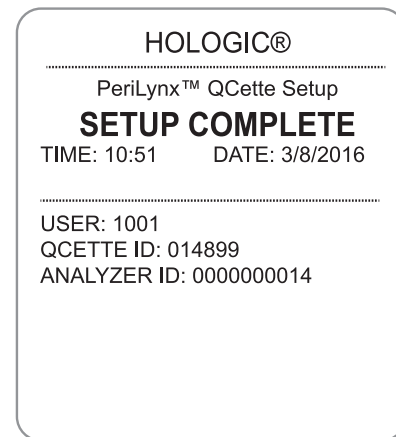 HOLOGIC®
PeriLynx™ QCette Setup
SETUP COMPLETE
TIME: 10:51 DATE: 3/8/2016
USER: 1001
QCETTE ID: 014899
ANALYZER ID: 0000000014